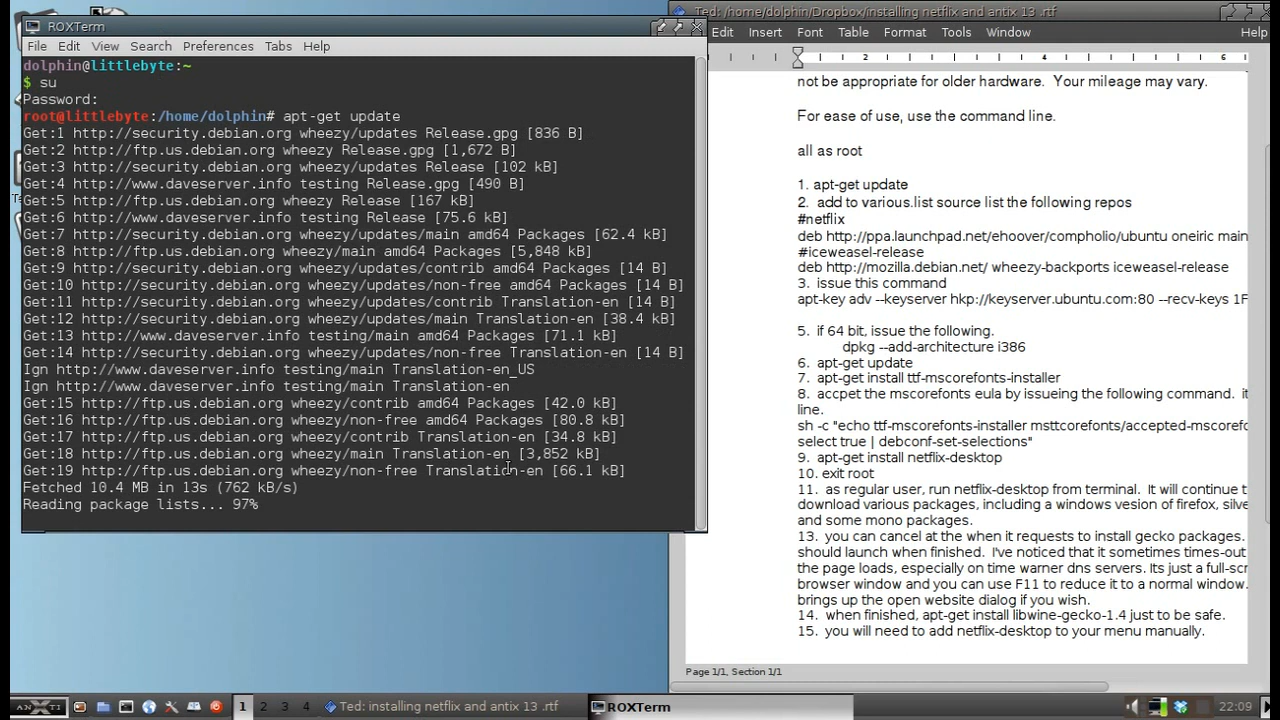 ROXTerm
File Edit View Search Preferences Tabs Help
dolphin@littlebyte:~
$ su
Password:
root@littlebyte:/home/dolphin# apt-get update
Get:1 http://security.debian.org wheezy/updates Release.gpg [836 B]
Get:2 http://ftp.us.debian.org wheezy Release.gpg [1,672 B]
Get:3 http://security.debian.org wheezy/updates Release [102 kB]
Get:4 http://www.daveserver.info testing Release.gpg [490 B]
Get:5 http://ftp.us.debian.org wheezy Release [167 kB]
Get:6 http://www.daveserver.info testing Release [75.6 kB]
Get:7 http://security.debian.org wheezy/updates/main amd64 Packages [62.4 kB]
Get:8 http://ftp.us.debian.org wheezy/main amd64 Packages [5,848 kB]
Get:9 http://security.debian.org wheezy/updates/contrib amd64 Packages [14 B]
Get:10 http://security.debian.org wheezy/updates/non-free amd64 Packages [14 B]
Get:11 http://security.debian.org wheezy/updates/contrib Translation-en [14 B]
Get:12 http://security.debian.org wheezy/updates/main Translation-en [38.4 kB]
Get:13 http://www.daveserver.info testing/main amd64 Packages [71.1 kB]
Get:14 http://security.debian.org wheezy/updates/non-free Translation-en [14 B]
Ign http://www.daveserver.info testing/main Translation-en_US
Ign http://www.daveserver.info testing/main Translation-en
Get:15 http://ftp.us.debian.org wheezy/contrib amd64 Packages [42.0 kB]
Get:16 http://ftp.us.debian.org wheezy/non-free amd64 Packages [80.8 kB]
Get:17 http://ftp.us.debian.org wheezy/contrib Translation-en [34.8 kB]
Get:18 http://ftp.us.debian.org wheezy/main Translation-en [3,852 kB]
Get:19 http://ftp.us.debian.org wheezy/non-free Translation-en [66.1 kB]
Fetched 10.4 MB in 13s (762 kB/s)
Reading package lists... 97%
Ted: /home/dolphin/Dropbox/installing netflix and antix 13 .rtf
Edit Insert Font Table Format Tools Window Help
2 4 6
not be appropriate for older hardware. Your mileage may vary.
For ease of use, use the command line.
all as root
1. apt-get update
2. add to various.list source list the following repos
#netflix
deb http://ppa.launchpad.net/ehoover/compholio/ubuntu oneiric main
#iceweasel-release
deb http://mozilla.debian.net/ wheezy-backports iceweasel-release
3. issue this command
apt-key adv --keyserver hkp://keyserver.ubuntu.com:80 --recv-keys 1F
5. if 64 bit, issue the following.
dpkg --add-architecture i386
6. apt-get update
7. apt-get install ttf-mscorefonts-installer
8. accpet the mscorefonts eula by issueing the following command. it
line.
sh -c "echo ttf-mscorefonts-installer msttcorefonts/accepted-mscorefo
select true | debconf-set-selections"
9. apt-get install netflix-desktop
10. exit root
11. as regular user, run netflix-desktop from terminal. It will continue t
download various packages, including a windows vesion of firefox, silve
and some mono packages.
13. you can cancel at the when it requests to install gecko packages.
should launch when finished. I've noticed that it sometimes times-out
the page loads, especially on time warner dns servers. Its just a full-scr
browser window and you can use F11 to reduce it to a normal window.
brings up the open website dialog if you wish.
14. when finished, apt-get install libwine-gecko-1.4 just to be safe.
15. you will need to add netflix-desktop to your menu manually.
Page 1/1, Section 1/1
ANXTI 1 2 3 4 Ted: installing netflix and antix 13 .rtf ROXTerm 22:09